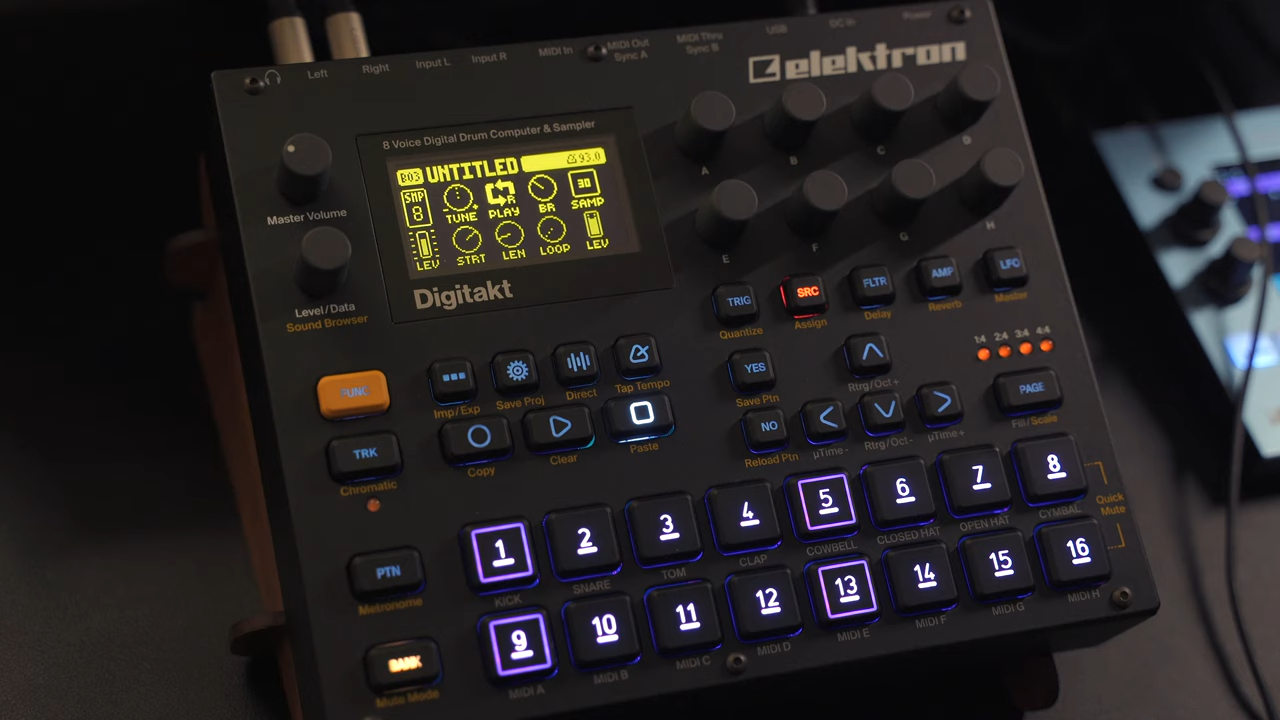 Left Right Input L Input R MIDI In MIDI Out MIDI Thru USB DC In Power
Sync A Sync B
elektron
8 Voice Digital Drum Computer & Sampler
B03 UNTITLED 93.0
SMP TUNE PLAY BR SAMP
8 R 3D
LEV STRT LEN LOOP LEV
Digitakt
Master Volume
Level/Data
Sound Browser
A B C D
E F G H
TRIG SRC FLTR AMP LFO
Quantize Assign Delay Reverb Master
FUNC
Imp/Exp Save Proj Direct Tap Tempo
YES
Save Ptn
Rtrg/Oct+
1:4 2:4 3:4 4:4
PAGE
Fill/Scale
TRK
Chromatic
Copy Clear Paste
NO
Reload Ptn µTime- Rtrg/Oct- µTime+
PTN
Metronome
BANK
Mute Mode
1 2 3 4 5 6 7 8
KICK SNARE TOM CLAP COWBELL CLOSED HAT OPEN HAT CYMBAL
Quick
Mute
9 10 11 12 13 14 15 16
MIDI A MIDI B MIDI C MIDI D MIDI E MIDI F MIDI G MIDI H